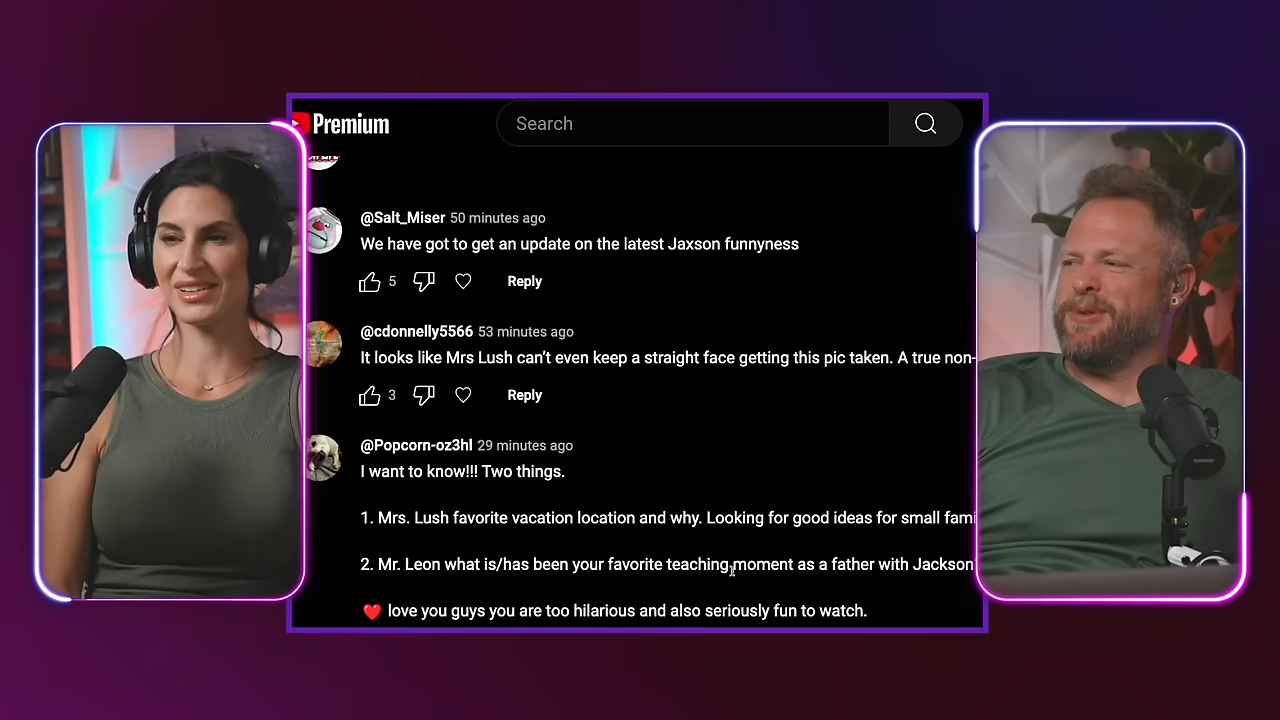 Premium
Search
@Salt_Miser 50 minutes ago
We have got to get an update on the latest Jaxson funnyness
5 Reply
@cdonnelly5566 53 minutes ago
It looks like Mrs Lush can't even keep a straight face getting this pic taken. A true non-
3 Reply
@Popcorn-oz3hl 29 minutes ago
I want to know!!! Two things.
1. Mrs. Lush favorite vacation location and why. Looking for good ideas for small fami
2. Mr. Leon what is/has been your favorite teaching moment as a father with Jackson
❤️ love you guys you are too hilarious and also seriously fun to watch.